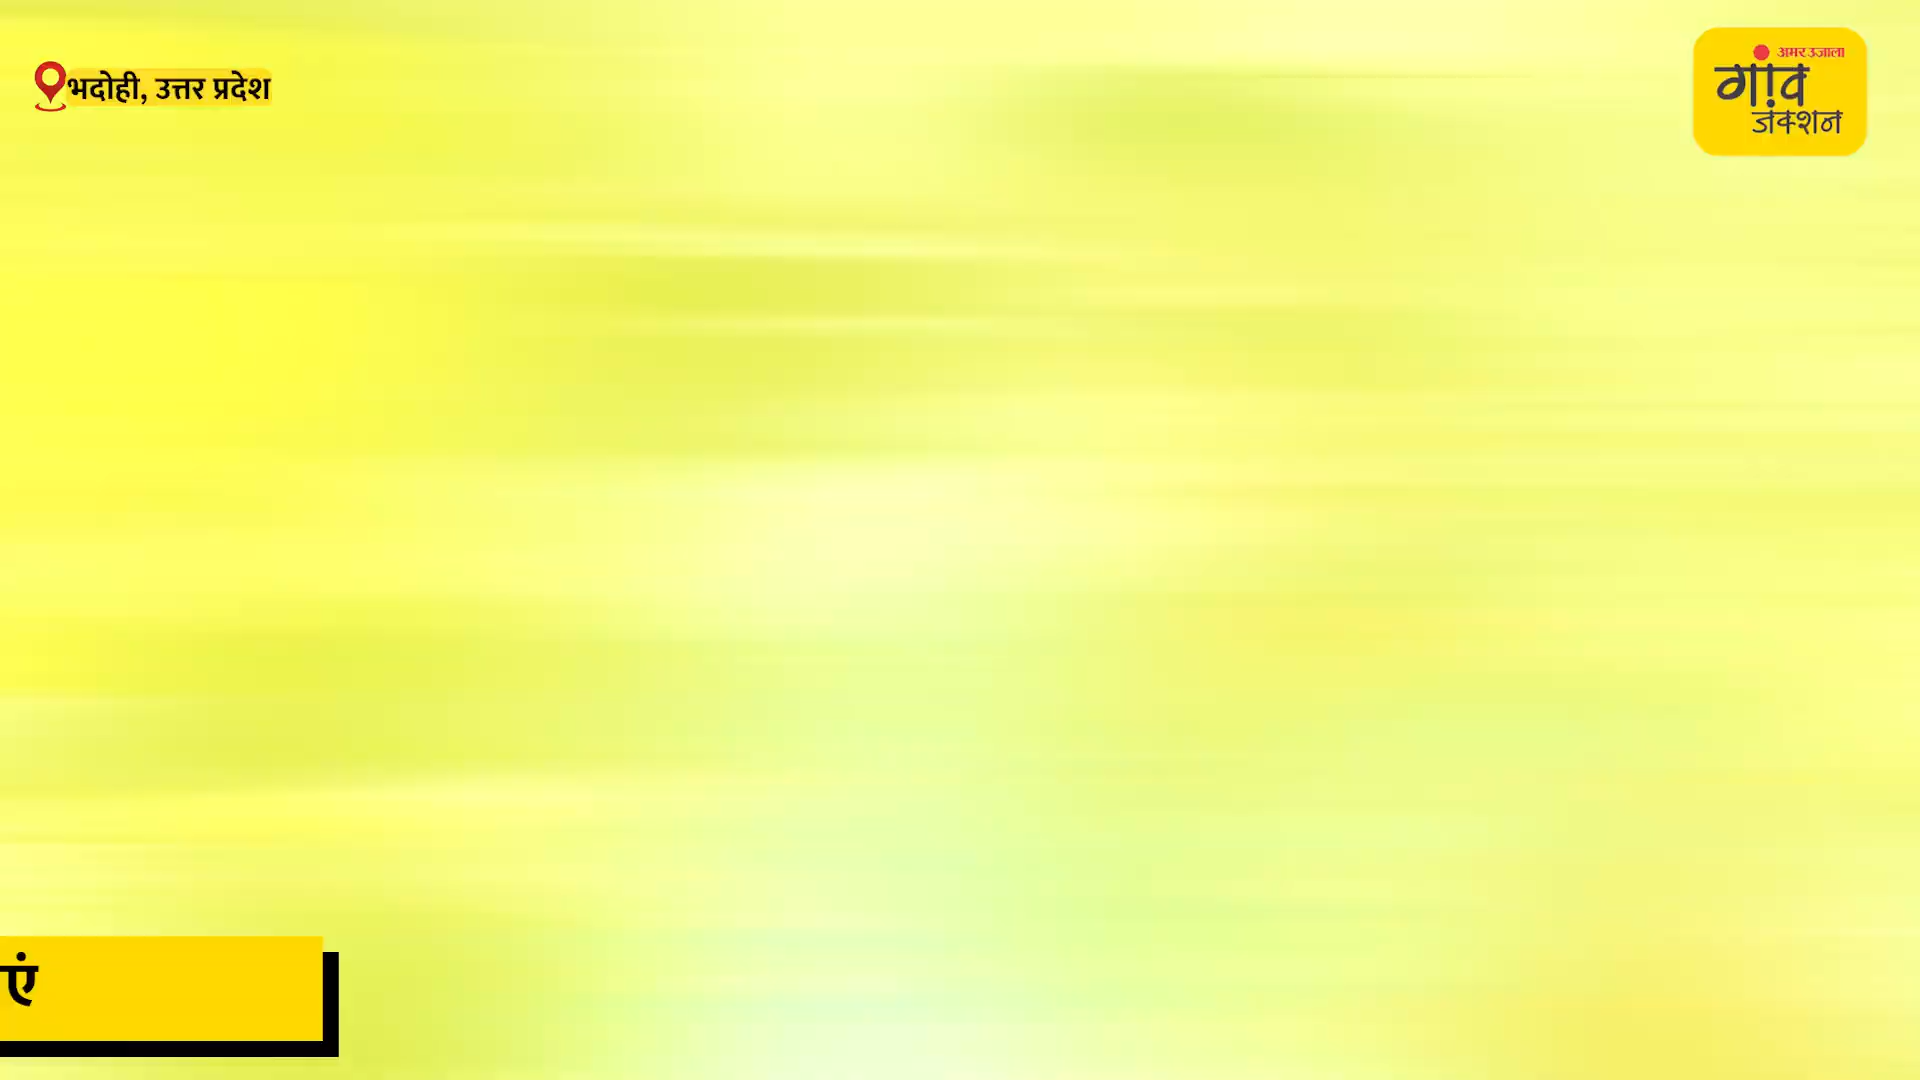 भदोही, उत्तर प्रदेश
अमर उजाला
गांव
जंक्शन
एं